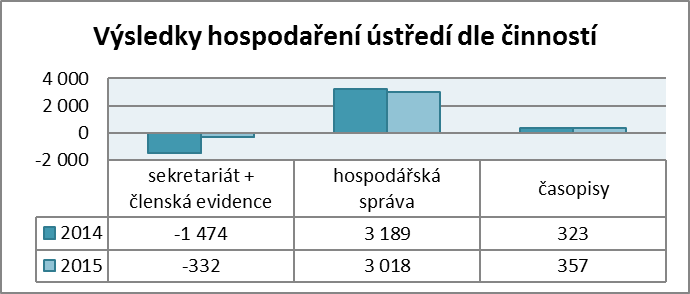 Výsledky hospodaření ústředí dle činností
4 000
2 000
0
-2 000
sekretariát + členská evidence
hospodářská správa
časopisy
2014 -1 474 3 189 323
2015 -332 3 018 357